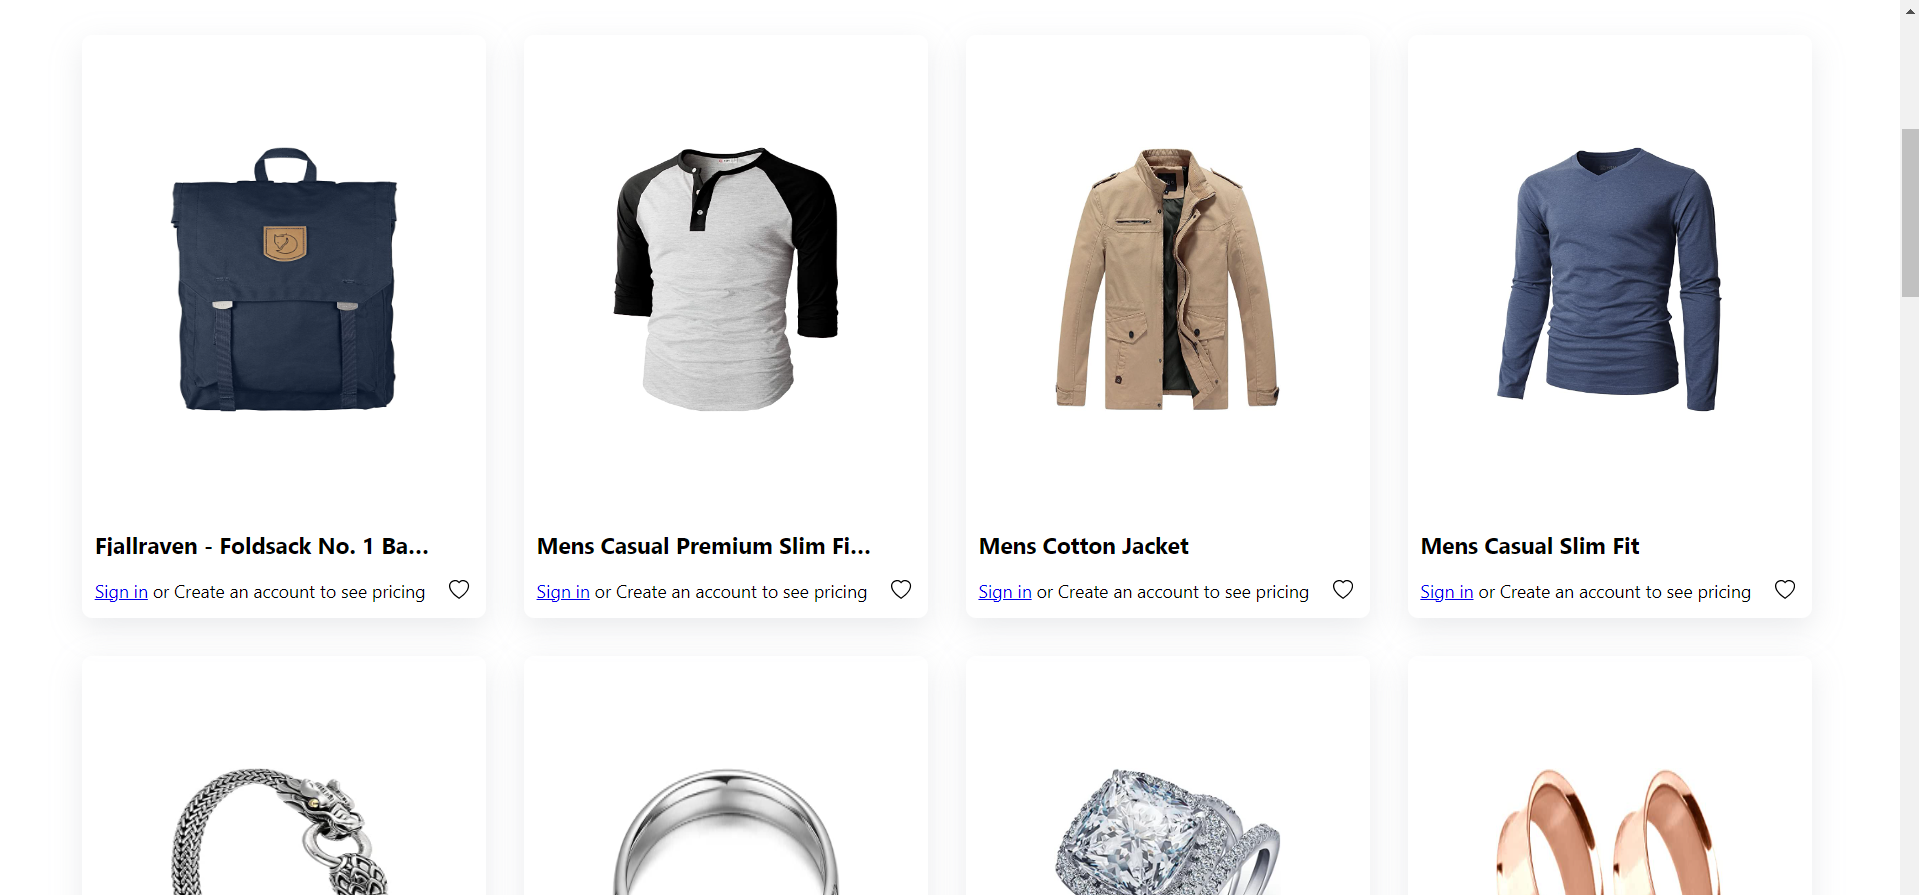 Fjallraven - Foldsack No. 1 Ba...
Mens Casual Premium Slim Fi...
Mens Cotton Jacket
Mens Casual Slim Fit
Sign in or Create an account to see pricing
Sign in or Create an account to see pricing
Sign in or Create an account to see pricing
Sign in or Create an account to see pricing